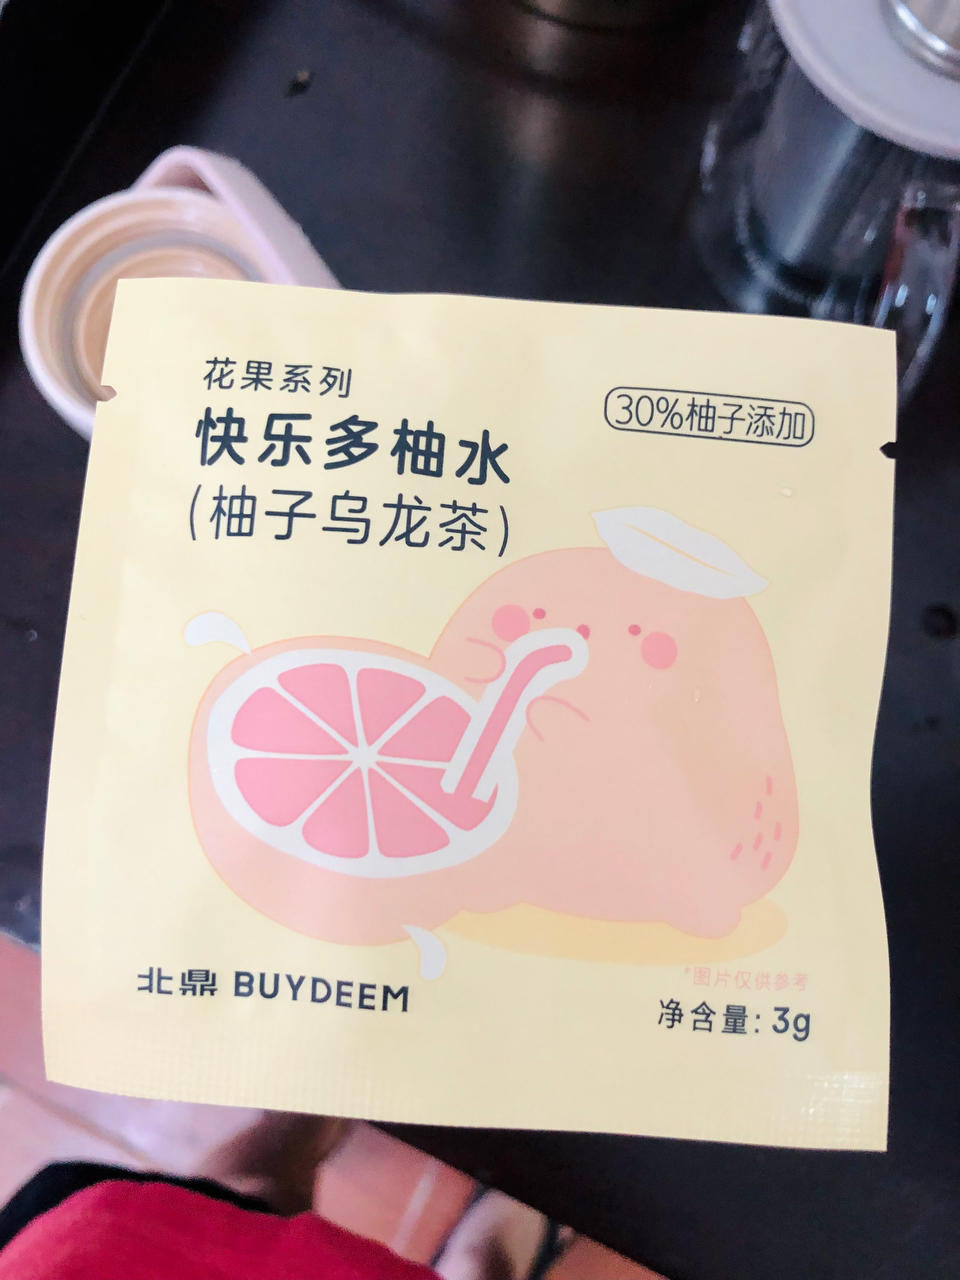 花果系列
快乐多柚水
(柚子乌龙茶)
30%柚子添加
北鼎 BUYDEEM
*图片仅供参考
净含量: 3g